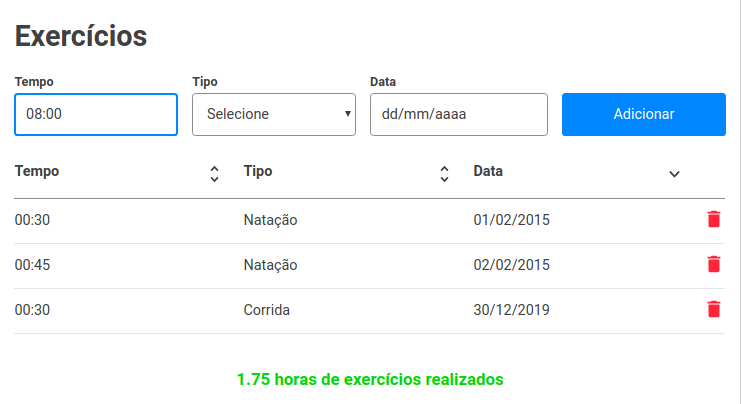 Exercícios
Tempo Tipo Data
08:00 Selecione dd/mm/aaaa Adicionar
Tempo Tipo Data
00:30 Natação 01/02/2015
00:45 Natação 02/02/2015
00:30 Corrida 30/12/2019
1.75 horas de exercícios realizados